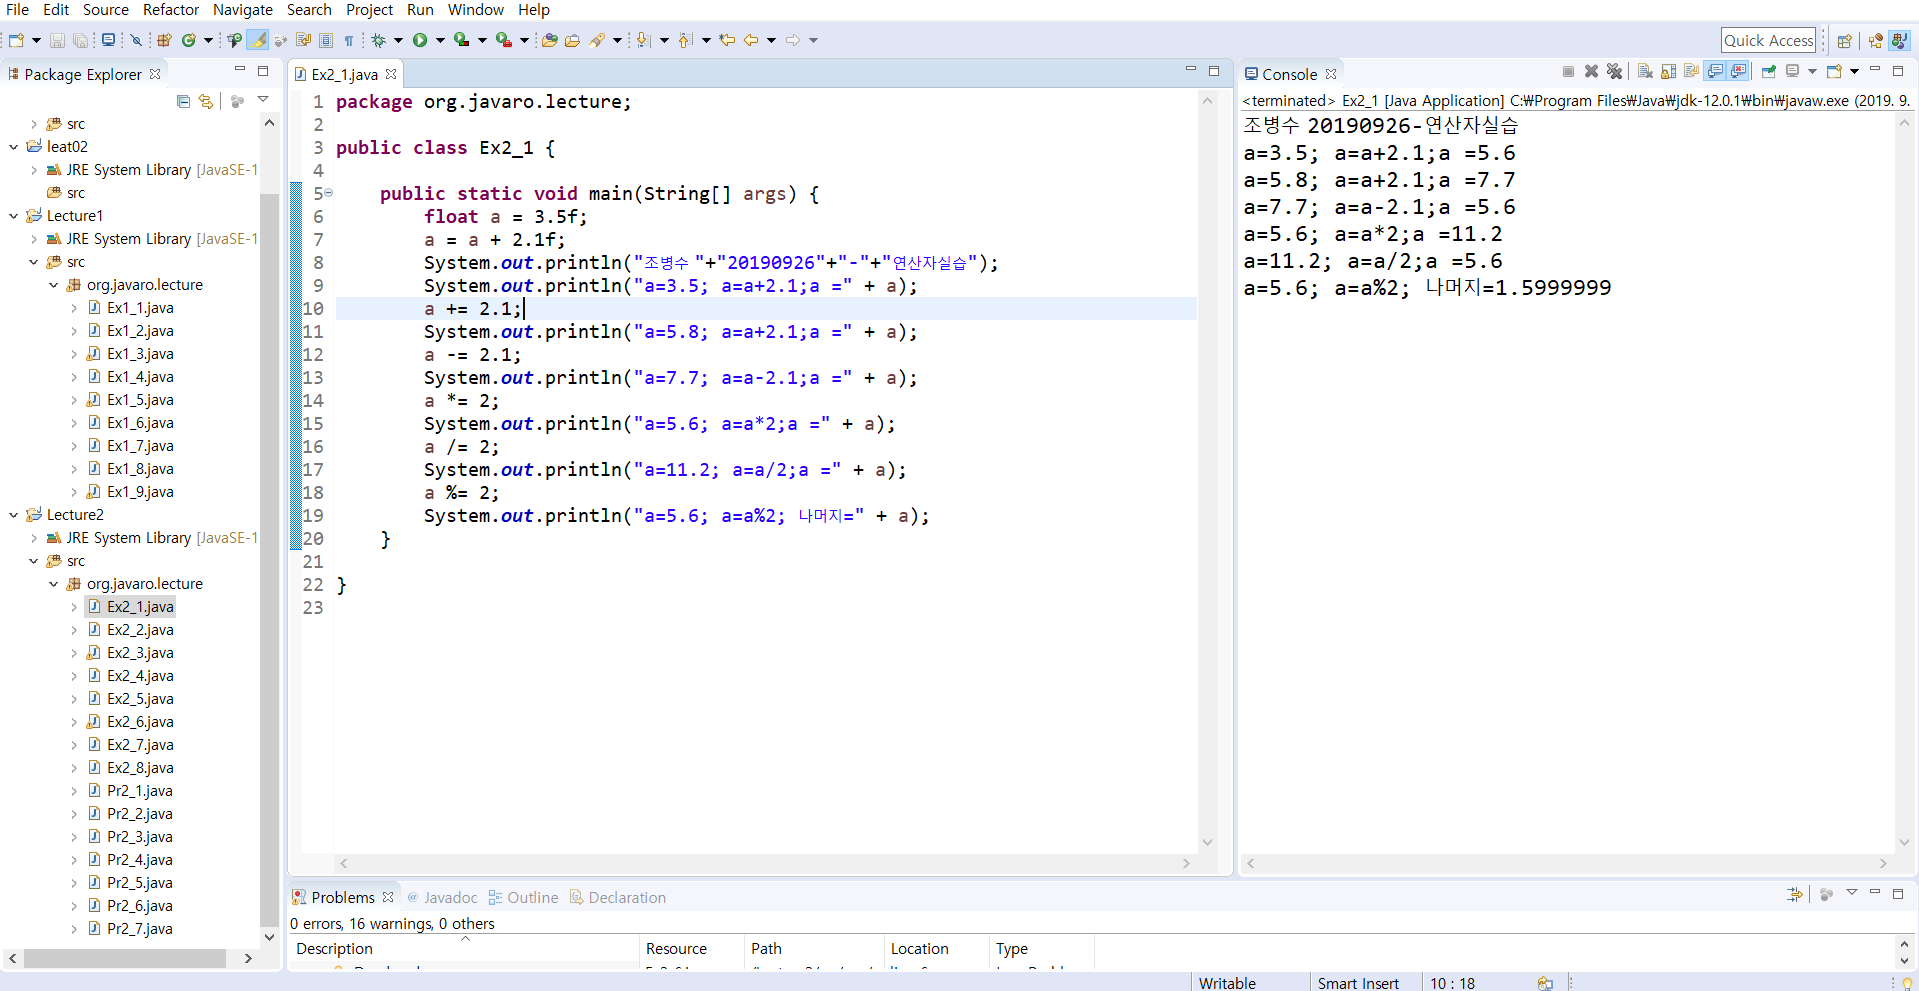 File Edit Source Refactor Navigate Search Project Run Window Help
Quick Access
Package Explorer
src
leat02
JRE System Library [JavaSE-1
src
Lecture1
JRE System Library [JavaSE-1
src
org.javaro.lecture
Ex1_1.java
Ex1_2.java
Ex1_3.java
Ex1_4.java
Ex1_5.java
Ex1_6.java
Ex1_7.java
Ex1_8.java
Ex1_9.java
Lecture2
JRE System Library [JavaSE-1
src
org.javaro.lecture
Ex2_1.java
Ex2_2.java
Ex2_3.java
Ex2_4.java
Ex2_5.java
Ex2_6.java
Ex2_7.java
Ex2_8.java
Pr2_1.java
Pr2_2.java
Pr2_3.java
Pr2_4.java
Pr2_5.java
Pr2_6.java
Pr2_7.java
Ex2_1.java
1 package org.javaro.lecture;
2
3 public class Ex2_1 {
4
5 public static void main(String[] args) {
6 float a = 3.5f;
7 a = a + 2.1f;
8 System.out.println("조병수 "+"20190926"+"-"+"연산자실습");
9 System.out.println("a=3.5; a=a+2.1;a =" + a);
10 a += 2.1;
11 System.out.println("a=5.8; a=a+2.1;a =" + a);
12 a -= 2.1;
13 System.out.println("a=7.7; a=a-2.1;a =" + a);
14 a *= 2;
15 System.out.println("a=5.6; a=a*2;a =" + a);
16 a /= 2;
17 System.out.println("a=11.2; a=a/2;a =" + a);
18 a %= 2;
19 System.out.println("a=5.6; a=a%2; 나머지=" + a);
20 }
21
22 }
23
Console
<terminated> Ex2_1 [Java Application] C:₩Program Files₩Java₩jdk-12.0.1₩bin₩javaw.exe (2019. 9.
조병수 20190926-연산자실습
a=3.5; a=a+2.1;a =5.6
a=5.8; a=a+2.1;a =7.7
a=7.7; a=a-2.1;a =5.6
a=5.6; a=a*2;a =11.2
a=11.2; a=a/2;a =5.6
a=5.6; a=a%2; 나머지=1.5999999
Problems @ Javadoc Outline Declaration
0 errors, 16 warnings, 0 others
Description Resource Path Location Type
Writable Smart Insert 10 : 18